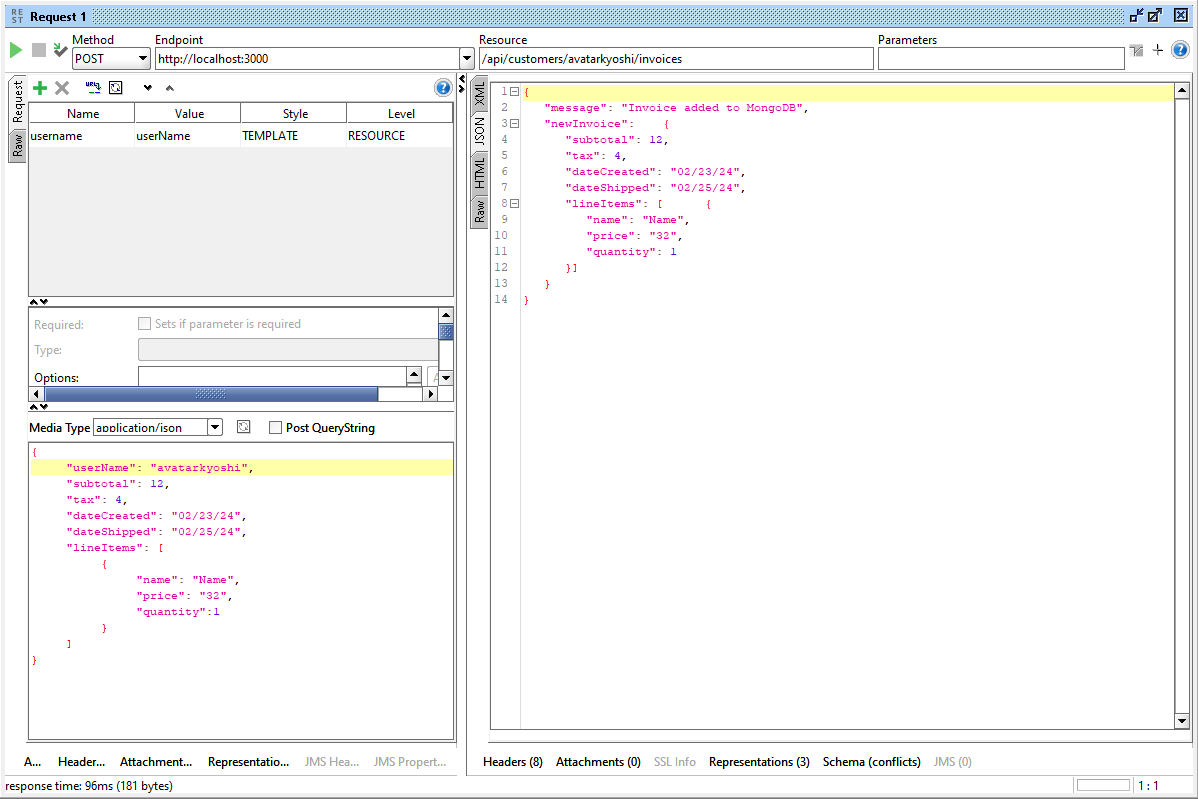 RE ST Request 1
Method Endpoint Resource Parameters
POST http://localhost:3000 /api/customers/avatarkyoshi/invoices
Request
Raw
Name Value Style Level
username userName TEMPLATE RESOURCE
Required: Sets if parameter is required
Type:
Options:
Media Type application/json Post QueryString
{
"userName": "avatarkyoshi",
"subtotal": 12,
"tax": 4,
"dateCreated": "02/23/24",
"dateShipped": "02/25/24",
"lineItems": [
{
"name": "Name",
"price": "32",
"quantity":1
}
]
}
A... Header... Attachment... Representatio... JMS Hea... JMS Propert...
XML
JSON
HTML
Raw
1 {
2 "message": "Invoice added to MongoDB",
3 "newInvoice": {
4 "subtotal": 12,
5 "tax": 4,
6 "dateCreated": "02/23/24",
7 "dateShipped": "02/25/24",
8 "lineItems": [ {
9 "name": "Name",
10 "price": "32",
11 "quantity": 1
12 }]
13 }
14 }
Headers (8) Attachments (0) SSL Info Representations (3) Schema (conflicts) JMS (0)
response time: 96ms (181 bytes) 1 : 1